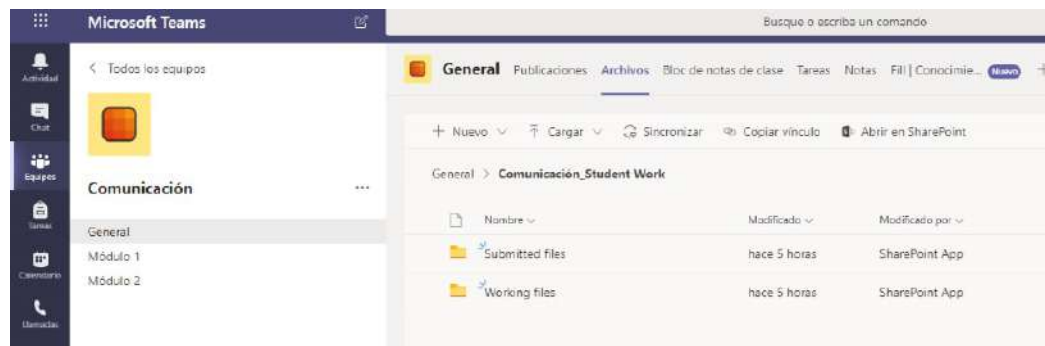 Microsoft Teams
Busque o escriba un comando
Actividad
Chat
Equipos
Tareas
Calendario
Llamadas
< Todos los equipos
Comunicación
...
General
Módulo 1
Módulo 2
General Publicaciones Archivos Bloc de notas de clase Tareas Notas Fill | Conocimie... Nuevo +
+ Nuevo Cargar Sincronizar Copiar vínculo Abrir en SharePoint
General > Comunicación_Student Work
Nombre Modificado Modificado por
Submitted files hace 5 horas SharePoint App
Working files hace 5 horas SharePoint App